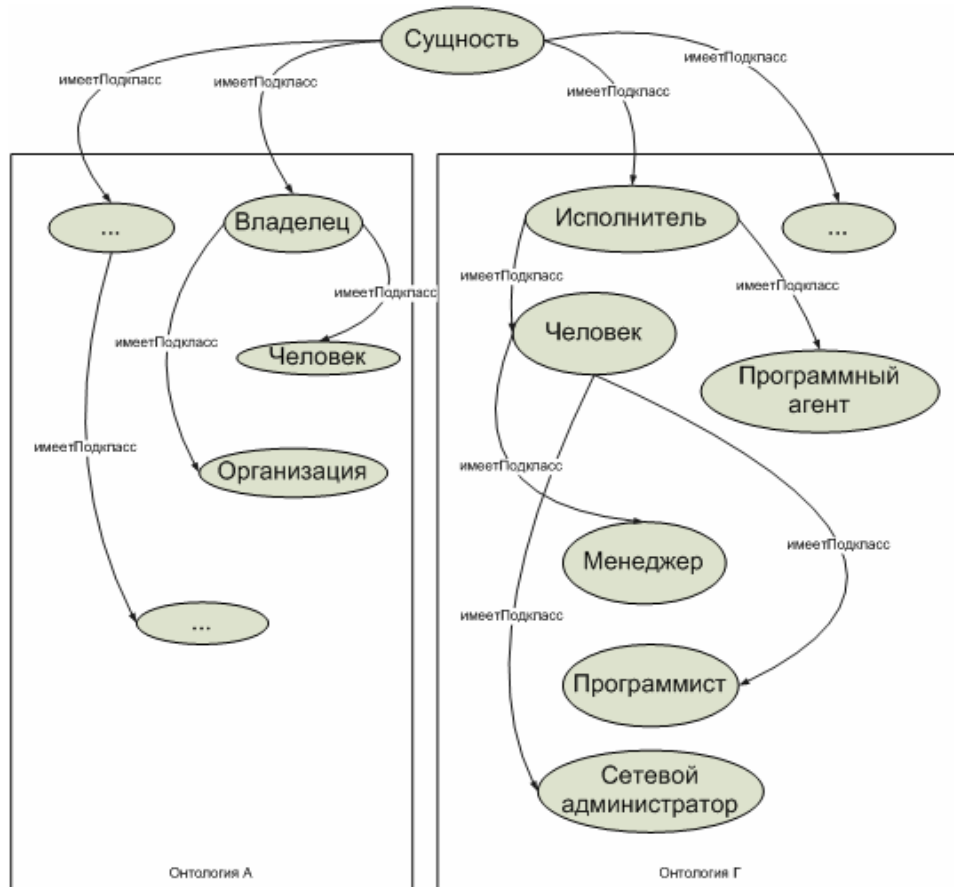 Сущность
имеетПодкласс
имеетПодкласс
имеетПодкласс
имеетПодкласс
...
Владелец
Исполнитель
...
имеетПодкласс
имеетПодкласс
имеетПодкласс
имеетПодкласс
Человек
Человек
Программный
агент
имеетПодкласс
Организация
имеетПодкласс
имеетПодкласс
Менеджер
...
имеетПодкласс
Программист
Сетевой
администратор
Онтология А
Онтология Г